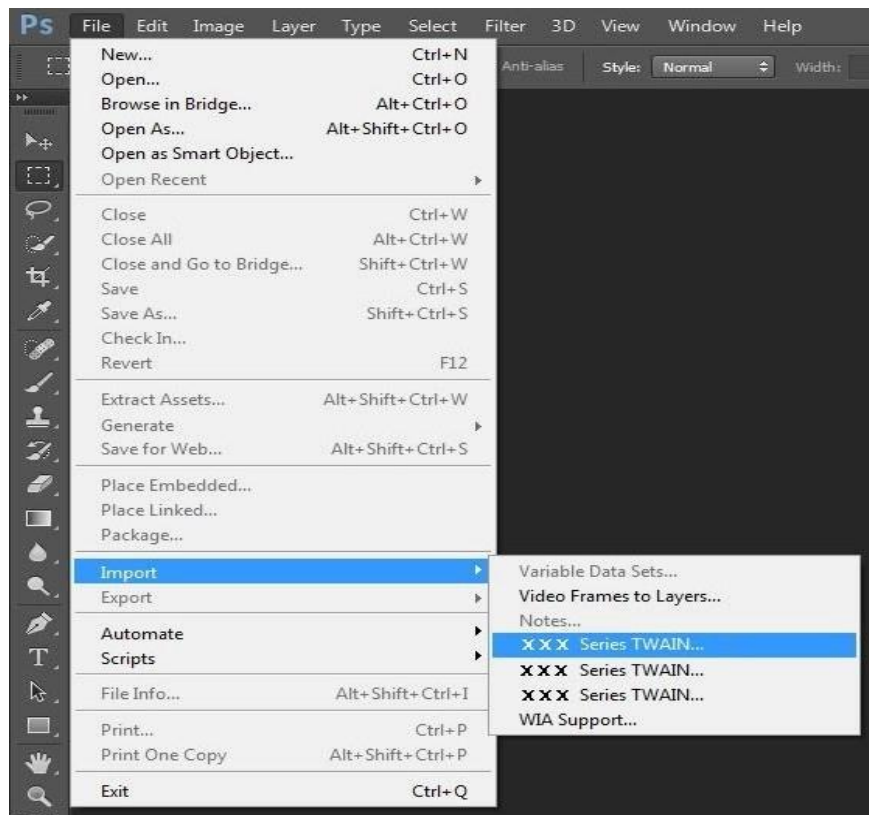 Ps File Edit Image Layer Type Select Filter 3D View Window Help
Anti-alias Style: Normal Width:
New... Ctrl+N
Open... Ctrl+O
Browse in Bridge... Alt+Ctrl+O
Open As... Alt+Shift+Ctrl+O
Open as Smart Object...
Open Recent
Close Ctrl+W
Close All Alt+Ctrl+W
Close and Go to Bridge... Shift+Ctrl+W
Save Ctrl+S
Save As... Shift+Ctrl+S
Check In...
Revert F12
Extract Assets... Alt+Shift+Ctrl+W
Generate
Save for Web... Alt+Shift+Ctrl+S
Place Embedded...
Place Linked...
Package...
Import
Export
Automate
Scripts
File Info... Alt+Shift+Ctrl+I
Print... Ctrl+P
Print One Copy Alt+Shift+Ctrl+P
Exit Ctrl+Q
Variable Data Sets...
Video Frames to Layers...
Notes...
XXX Series TWAIN...
XXX Series TWAIN...
XXX Series TWAIN...
WIA Support...
T